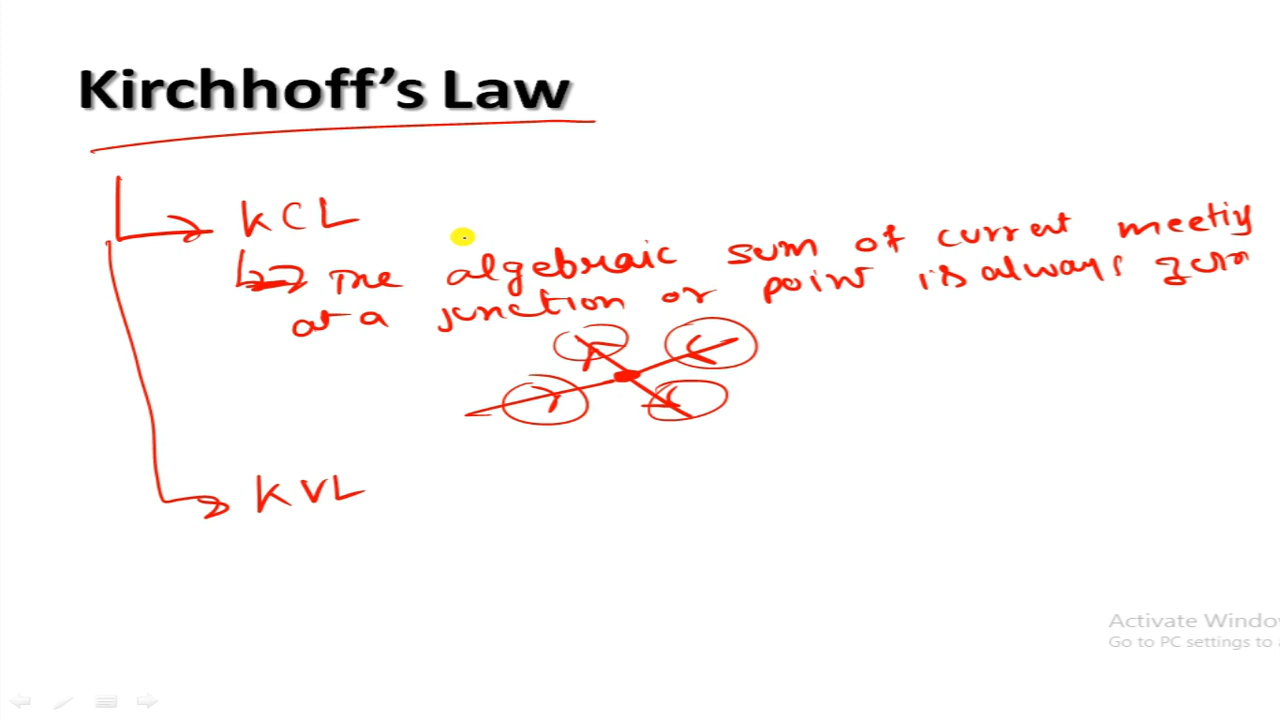 Kirchhoff's Law
KCL
The algebraic sum of current meeting
at a junction or point is always zero
KVL
Activate Windo
Go to PC settings to a